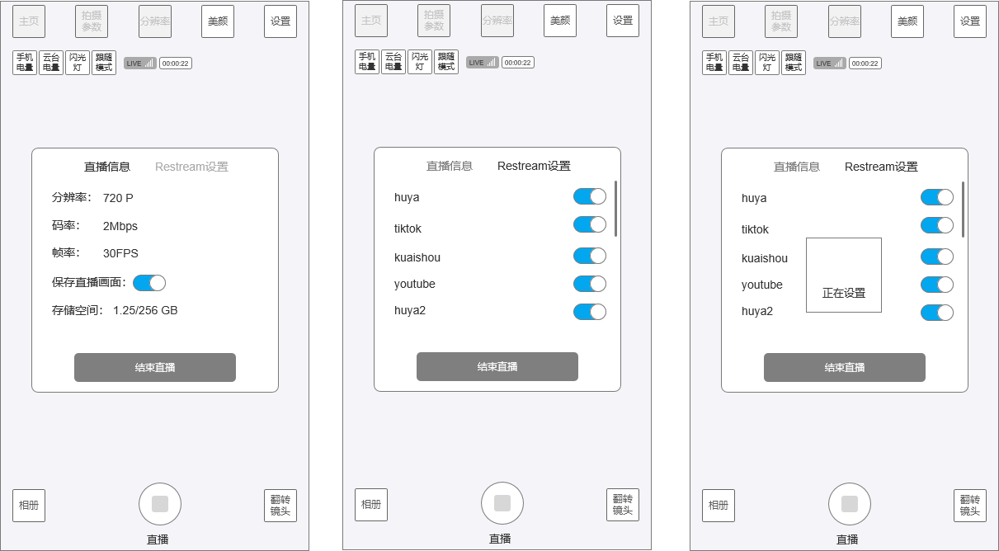 主页
拍摄
参数
分辨率
美颜
设置
手机
电量
云台
电量
闪光
灯
跟随
模式
LIVE
00:00:22
直播信息
Restream设置
分辨率： 720 P
码率： 2Mbps
帧率： 30FPS
保存直播画面：
存储空间： 1.25/256 GB
结束直播
相册
翻转
镜头
直播
主页
拍摄
参数
分辨率
美颜
设置
手机
电量
云台
电量
闪光
灯
跟随
模式
LIVE
00:00:22
直播信息
Restream设置
huya
tiktok
kuaishou
youtube
huya2
结束直播
相册
翻转
镜头
直播
主页
拍摄
参数
分辨率
美颜
设置
手机
电量
云台
电量
闪光
灯
跟随
模式
LIVE
00:00:22
直播信息
Restream设置
huya
tiktok
kuaishou
youtube
正在设置
huya2
结束直播
相册
翻转
镜头
直播